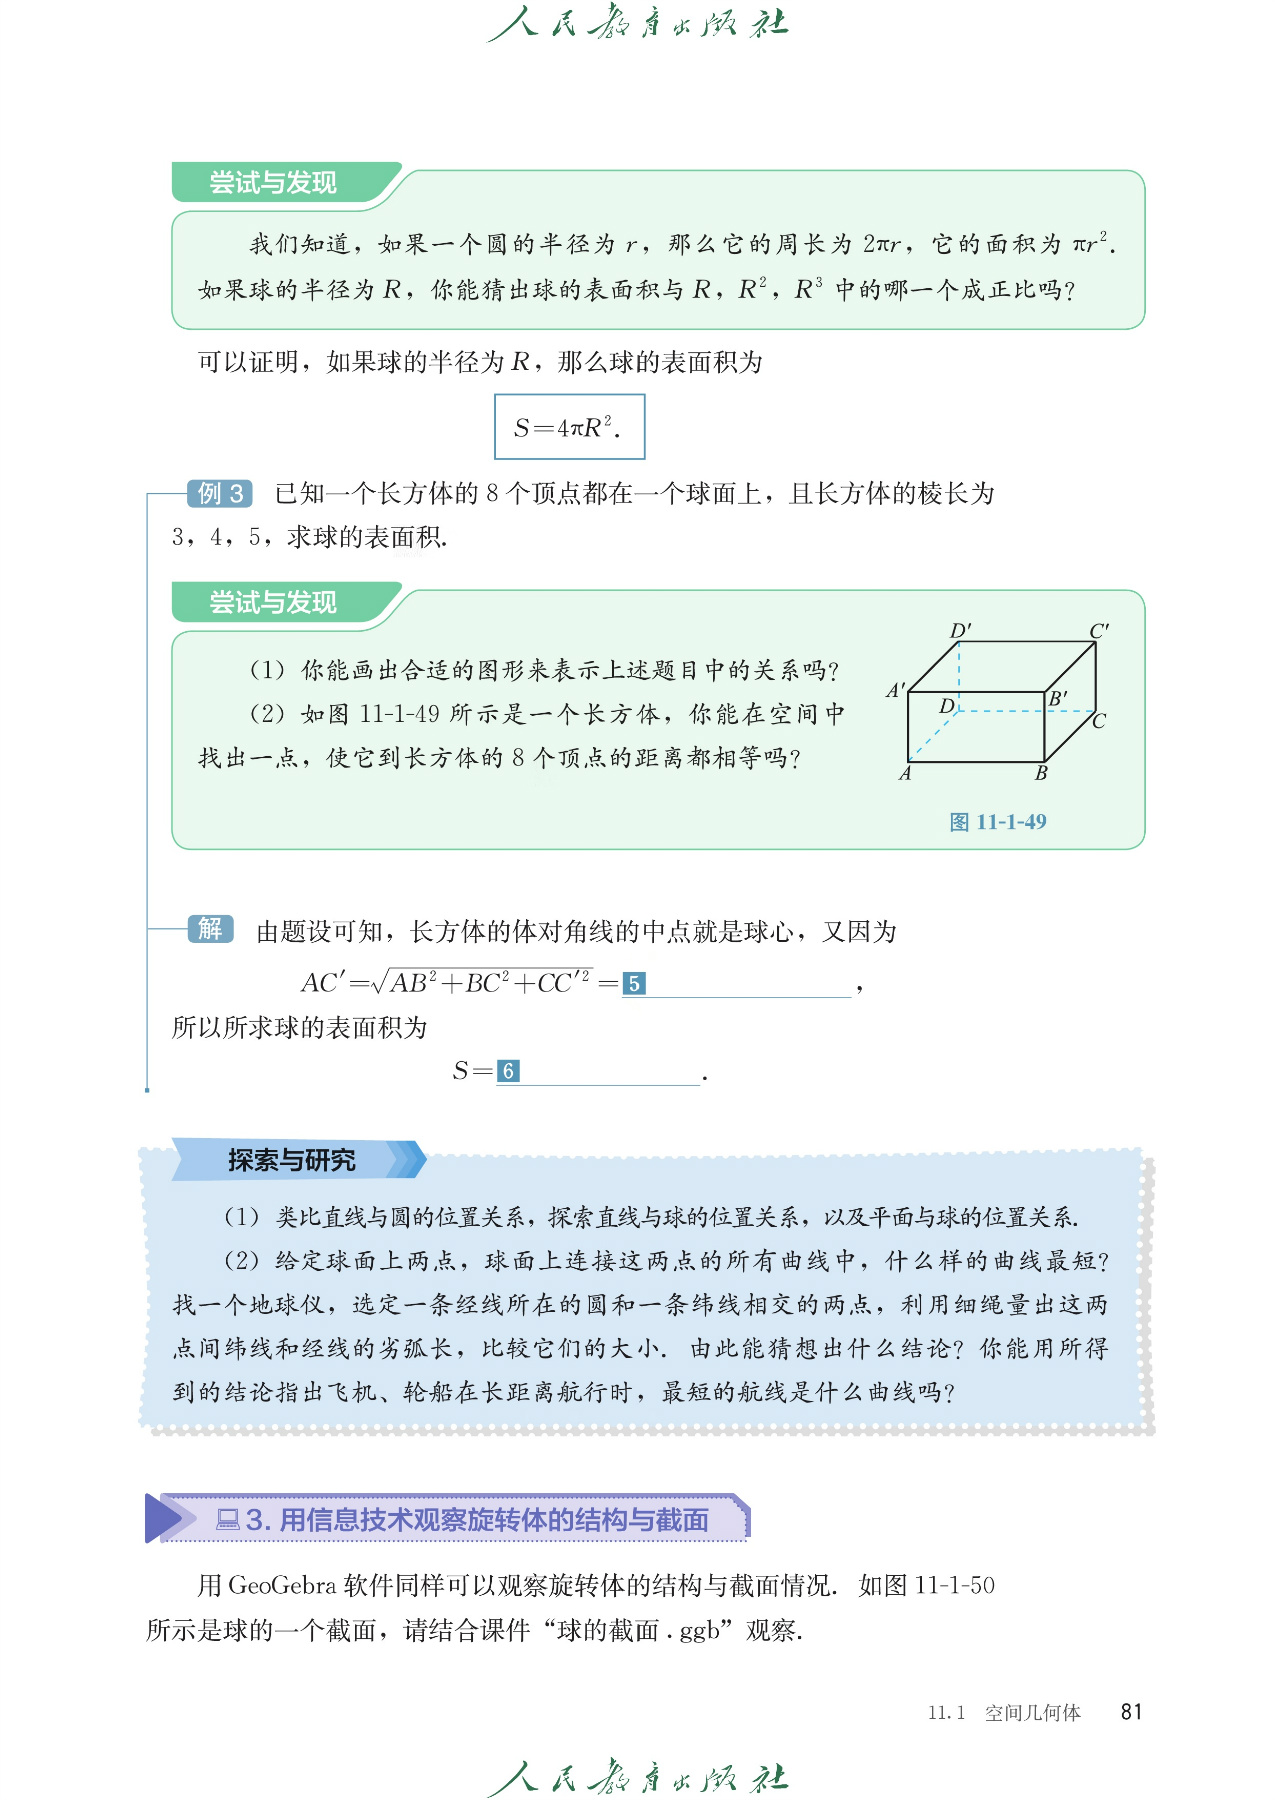 人民教育出版社
尝试与发现
我们知道，如果一个圆的半径为 r，那么它的周长为 2πr，它的面积为 πr².
如果球的半径为 R，你能猜出球的表面积与 R，R²，R³ 中的哪一个成正比吗？
可以证明，如果球的半径为 R，那么球的表面积为
S=4πR².
例 3 已知一个长方体的 8 个顶点都在一个球面上，且长方体的棱长为
3，4，5，求球的表面积.
尝试与发现
（1）你能画出合适的图形来表示上述题目中的关系吗？
（2）如图 11-1-49 所示是一个长方体，你能在空间中
找出一点，使它到长方体的 8 个顶点的距离都相等吗？
D′ C′
A′ B′
D C
A B
图 11-1-49
解 由题设可知，长方体的体对角线的中点就是球心，又因为
AC′=√AB²+BC²+CC′² = 5 ，
所以所求球的表面积为
S= 6 .
探索与研究
（1）类比直线与圆的位置关系，探索直线与球的位置关系，以及平面与球的位置关系.
（2）给定球面上两点，球面上连接这两点的所有曲线中，什么样的曲线最短？
找一个地球仪，选定一条经线所在的圆和一条纬线相交的两点，利用细绳量出这两
点间纬线和经线的劣弧长，比较它们的大小. 由此能猜想出什么结论？你能用所得
到的结论指出飞机、轮船在长距离航行时，最短的航线是什么曲线吗？
3. 用信息技术观察旋转体的结构与截面
用 GeoGebra 软件同样可以观察旋转体的结构与截面情况. 如图 11-1-50
所示是球的一个截面，请结合课件“球的截面.ggb”观察.
11.1 空间几何体 81
人民教育出版社